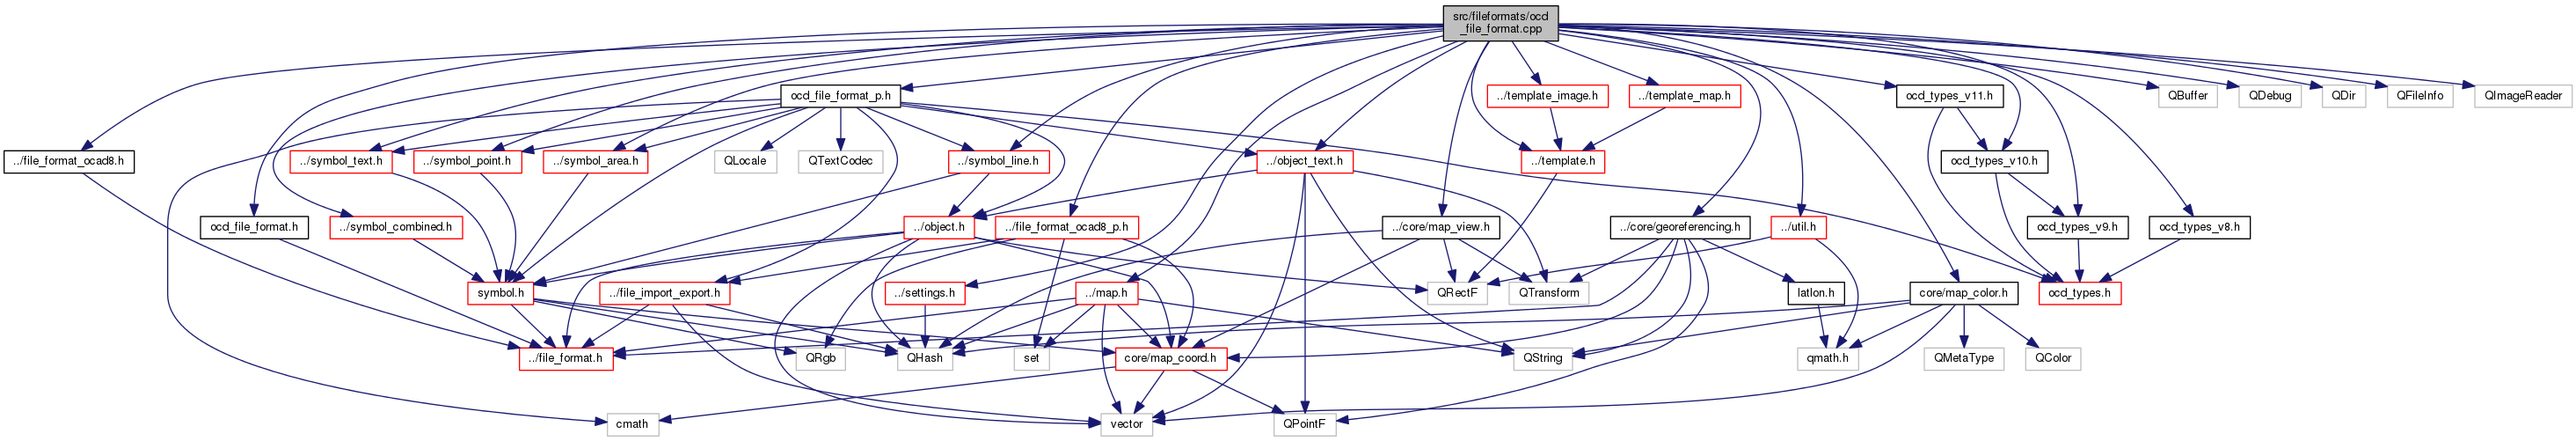 src/fileformats/ocd
_file_format.cpp
ocd_file_format_p.h
../template_image.h
../template_map.h
ocd_types_v11.h
QBuffer
QDebug
QDir
QFileInfo
QImageReader
../file_format_ocad8.h
../symbol_text.h
../symbol_point.h
../symbol_area.h
QLocale
QTextCodec
../symbol_line.h
../object_text.h
../template.h
ocd_types_v10.h
ocd_file_format.h
../symbol_combined.h
../object.h
../file_format_ocad8_p.h
../core/map_view.h
../core/georeferencing.h
../util.h
ocd_types_v9.h
ocd_types_v8.h
symbol.h
../file_import_export.h
../settings.h
../map.h
QRectF
QTransform
latlon.h
core/map_color.h
ocd_types.h
../file_format.h
QRgb
QHash
set
core/map_coord.h
QString
qmath.h
QMetaType
QColor
cmath
vector
QPointF